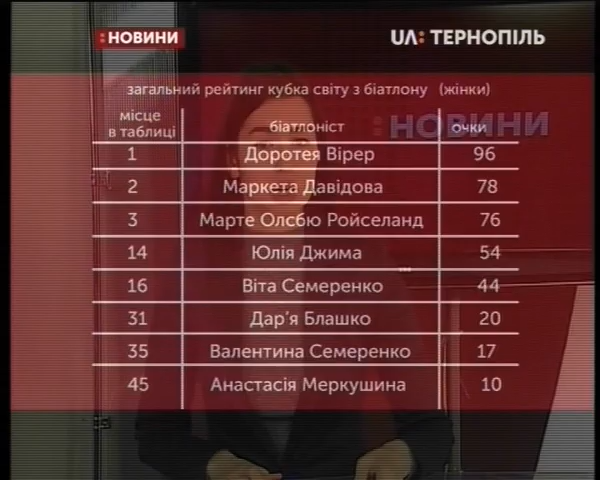 :НОВИНИ
UA: ТЕРНОПІЛЬ
загальний рейтинг кубка світу з біатлону (жінки)
місце в таблиці біатлоніст очки
:НОВИНИ
1 Доротея Вірер 96
2 Маркета Давідова 78
3 Марте Олсбю Ройселанд 76
14 Юлія Джима 54
16 Віта Семеренко 44
31 Дар'я Блашко 20
35 Валентина Семеренко 17
45 Анастасія Меркушина 10